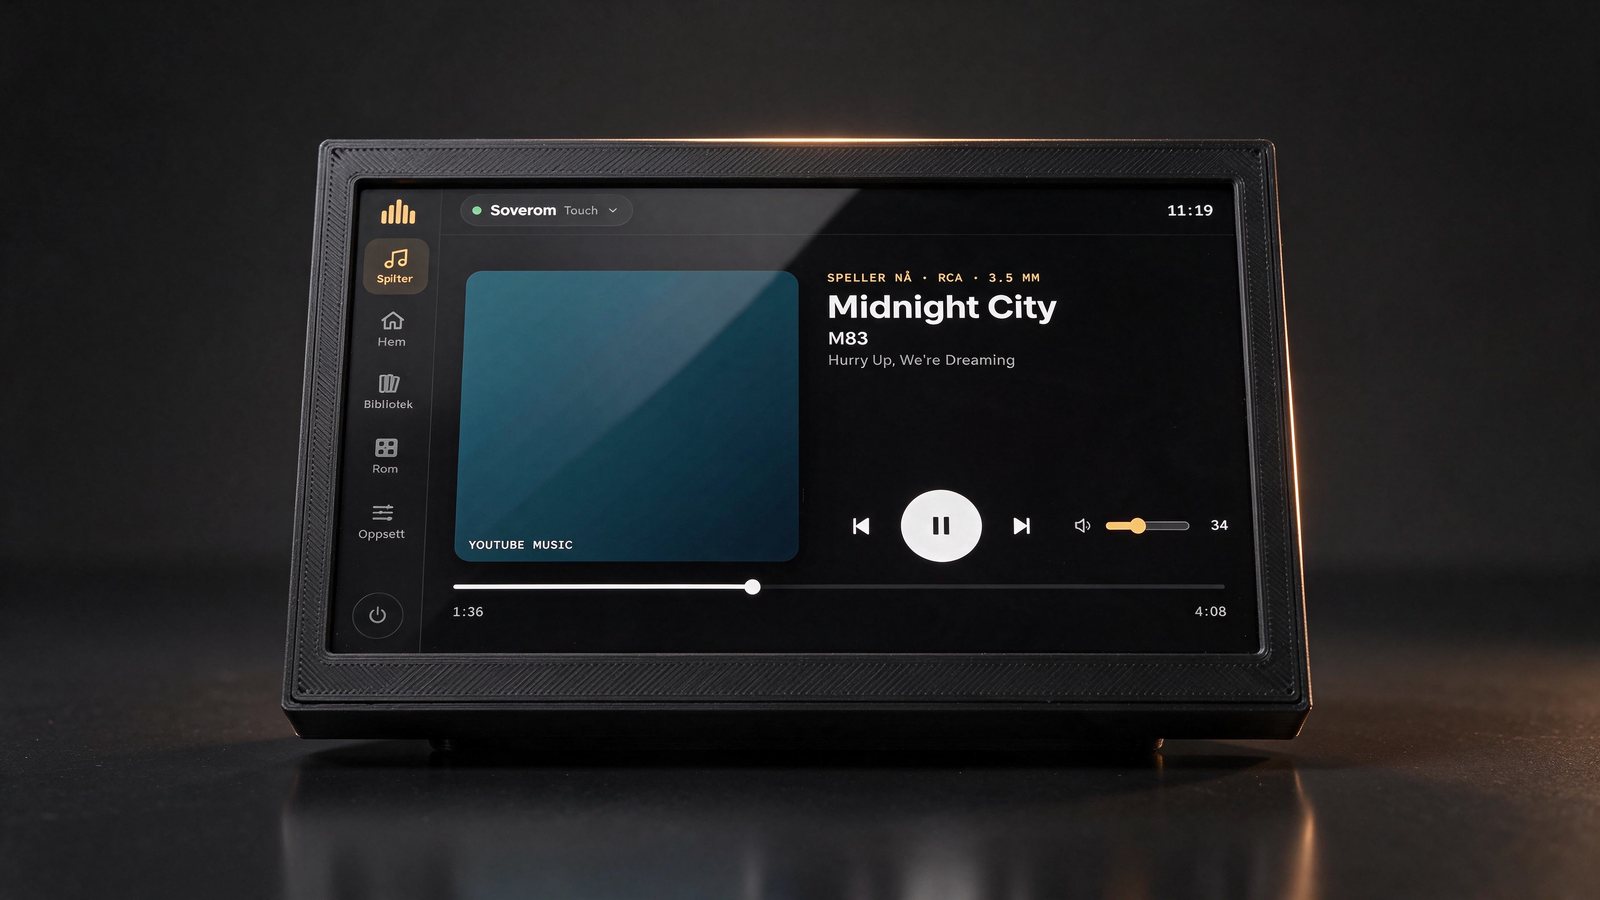 Soverom Touch
11:19
Spilter
Hem
Bibliotek
Rom
Oppsett
SPELLER NÅ · RCA · 3.5 MM
Midnight City
M83
Hurry Up, We're Dreaming
YOUTUBE MUSIC
34
1:36
4:08